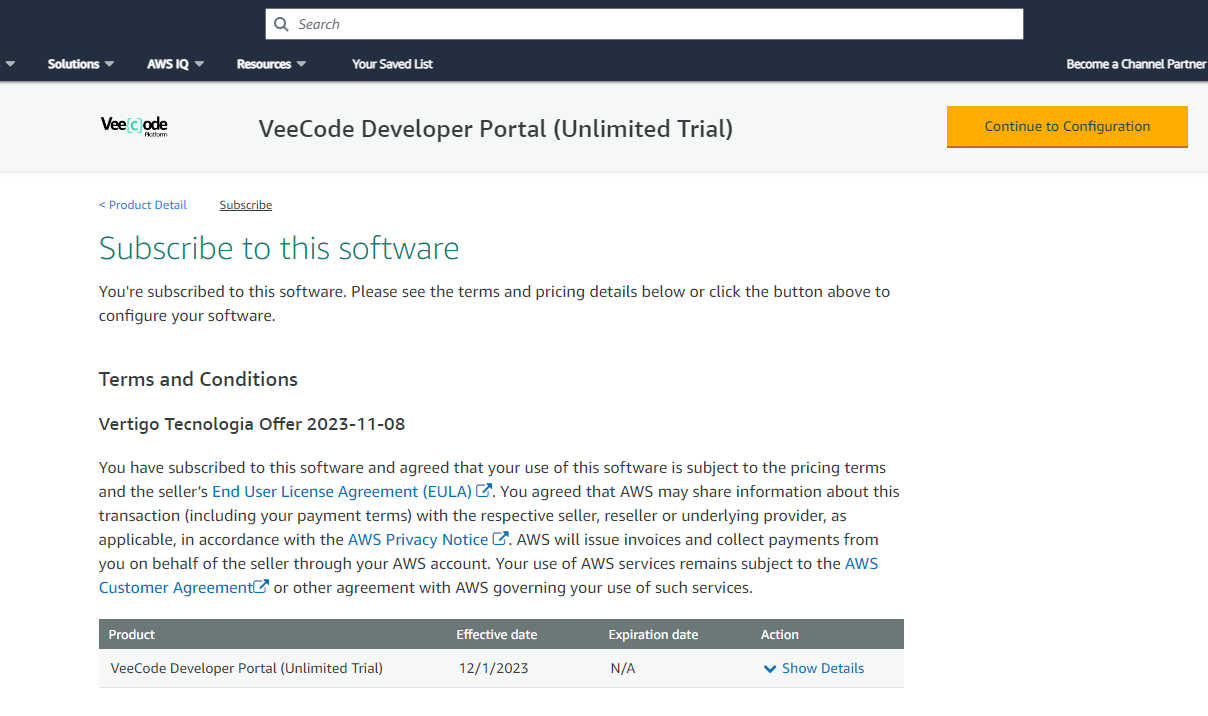 Search
Solutions AWS IQ Resources Your Saved List Become a Channel Partner
Vee{c}ode
Platform
VeeCode Developer Portal (Unlimited Trial)
Continue to Configuration
< Product Detail Subscribe
Subscribe to this software
You're subscribed to this software. Please see the terms and pricing details below or click the button above to
configure your software.
Terms and Conditions
Vertigo Tecnologia Offer 2023-11-08
You have subscribed to this software and agreed that your use of this software is subject to the pricing terms
and the seller’s End User License Agreement (EULA). You agreed that AWS may share information about this
transaction (including your payment terms) with the respective seller, reseller or underlying provider, as
applicable, in accordance with the AWS Privacy Notice. AWS will issue invoices and collect payments from
you on behalf of the seller through your AWS account. Your use of AWS services remains subject to the AWS
Customer Agreement or other agreement with AWS governing your use of such services.
Product Effective date Expiration date Action
VeeCode Developer Portal (Unlimited Trial) 12/1/2023 N/A Show Details